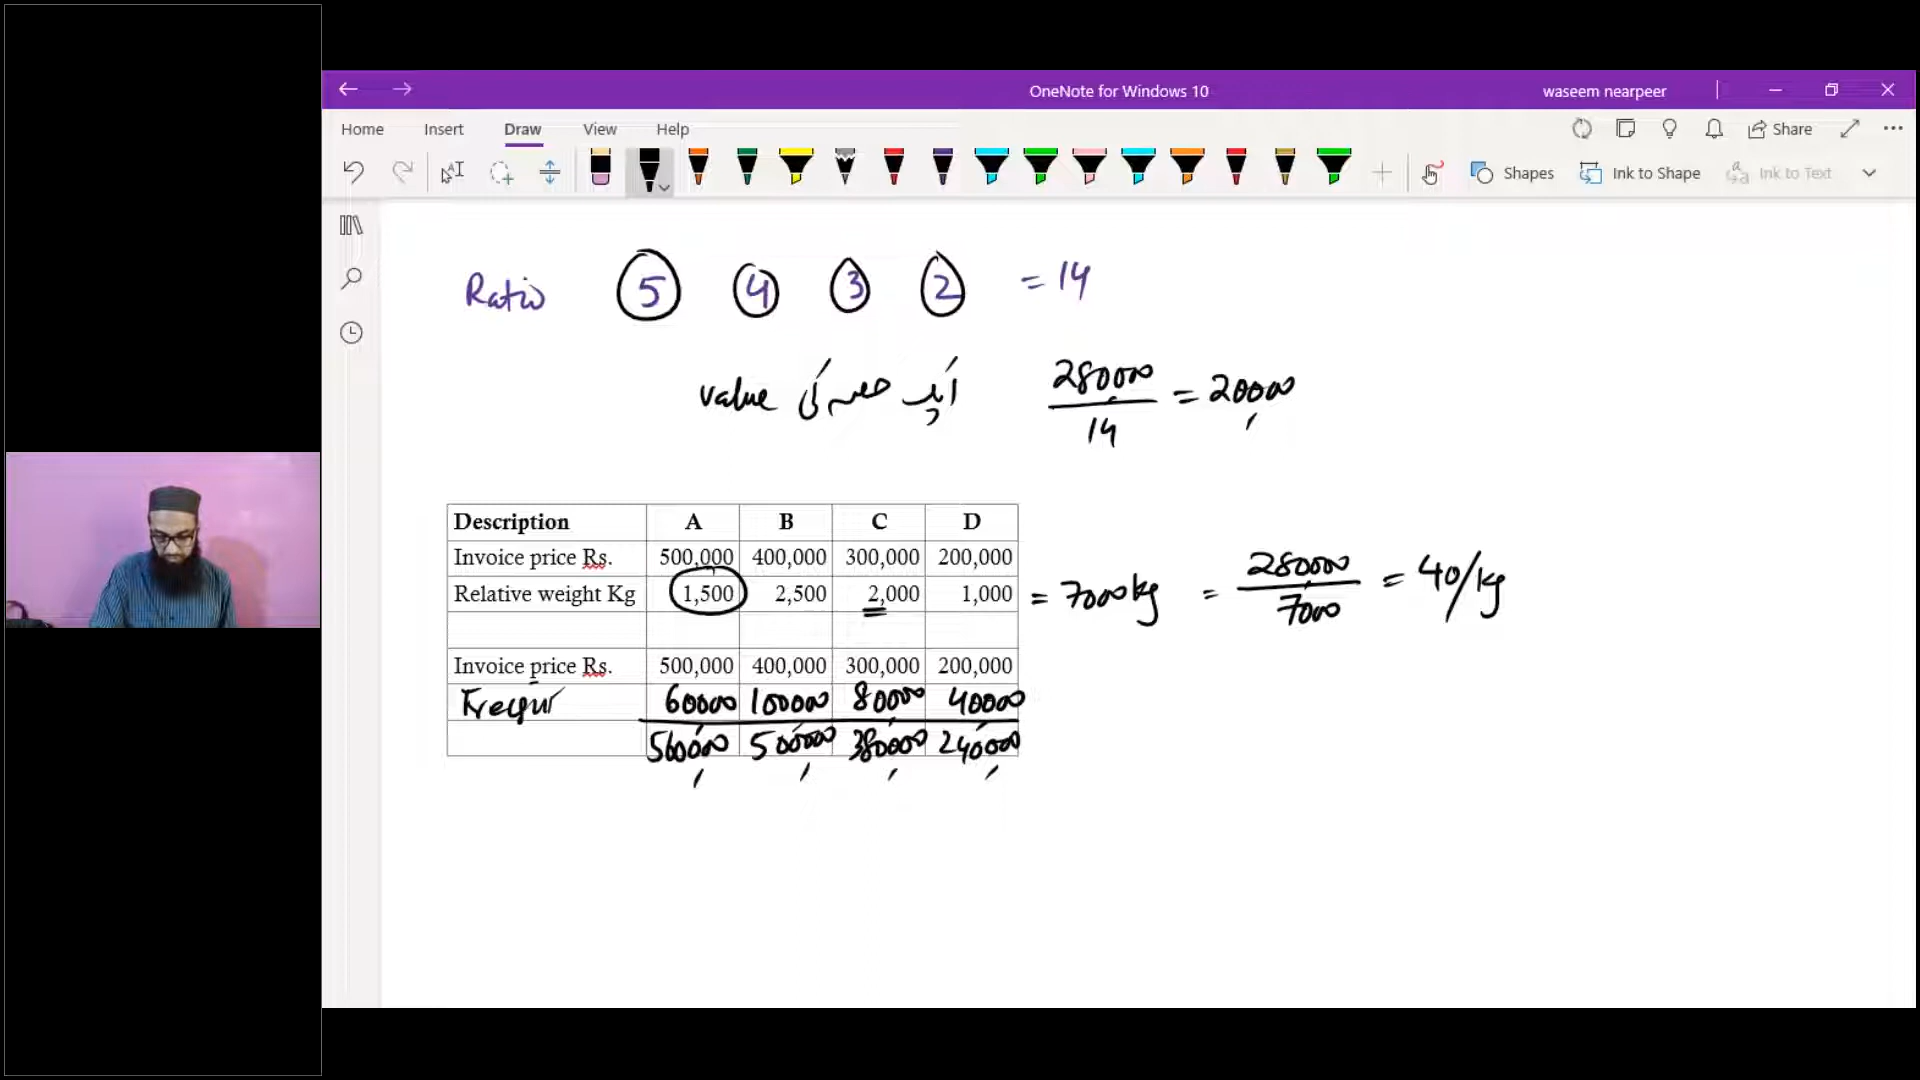 OneNote for Windows 10
waseem nearpeer
Home Insert Draw View Help
Share
Shapes Ink to Shape Ink to Text
Ratio 5 4 3 2 = 14
ایک حصہ کی value 280000/14 = 20000
Description A B C D
Invoice price Rs. 500,000 400,000 300,000 200,000
Relative weight Kg 1,500 2,500 2,000 1,000 = 7000kg = 280000/7000 = 40/kg
Invoice price Rs. 500,000 400,000 300,000 200,000
60000 100000 80000 40000
560000 500000 380000 240000